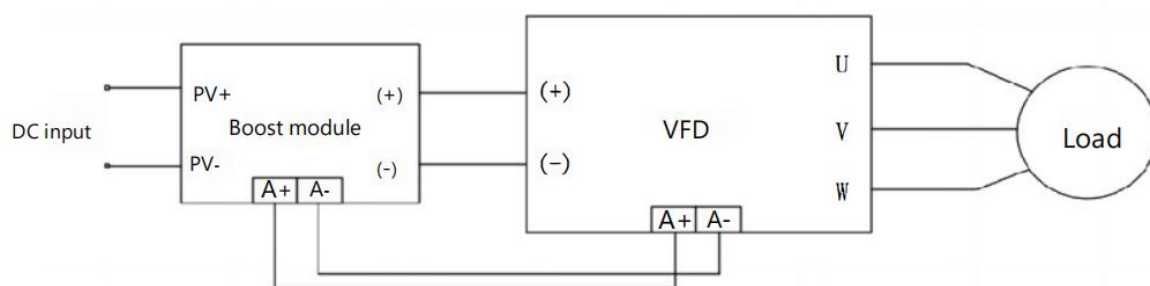 DC input
PV+
PV-
Boost module
(+)
(-)
A+ A-
(+)
(−)
VFD
U
V
W
A+ A-
Load